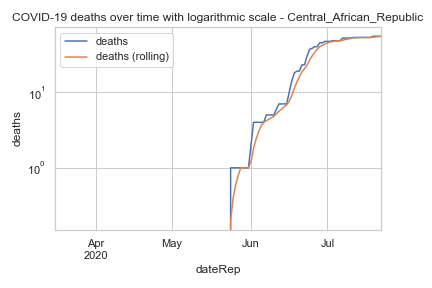 COVID-19 deaths over time with logarithmic scale - Central_African_Republic
deaths
deaths (rolling)
10¹
10⁰
deaths
Apr
2020
May
Jun
Jul
dateRep